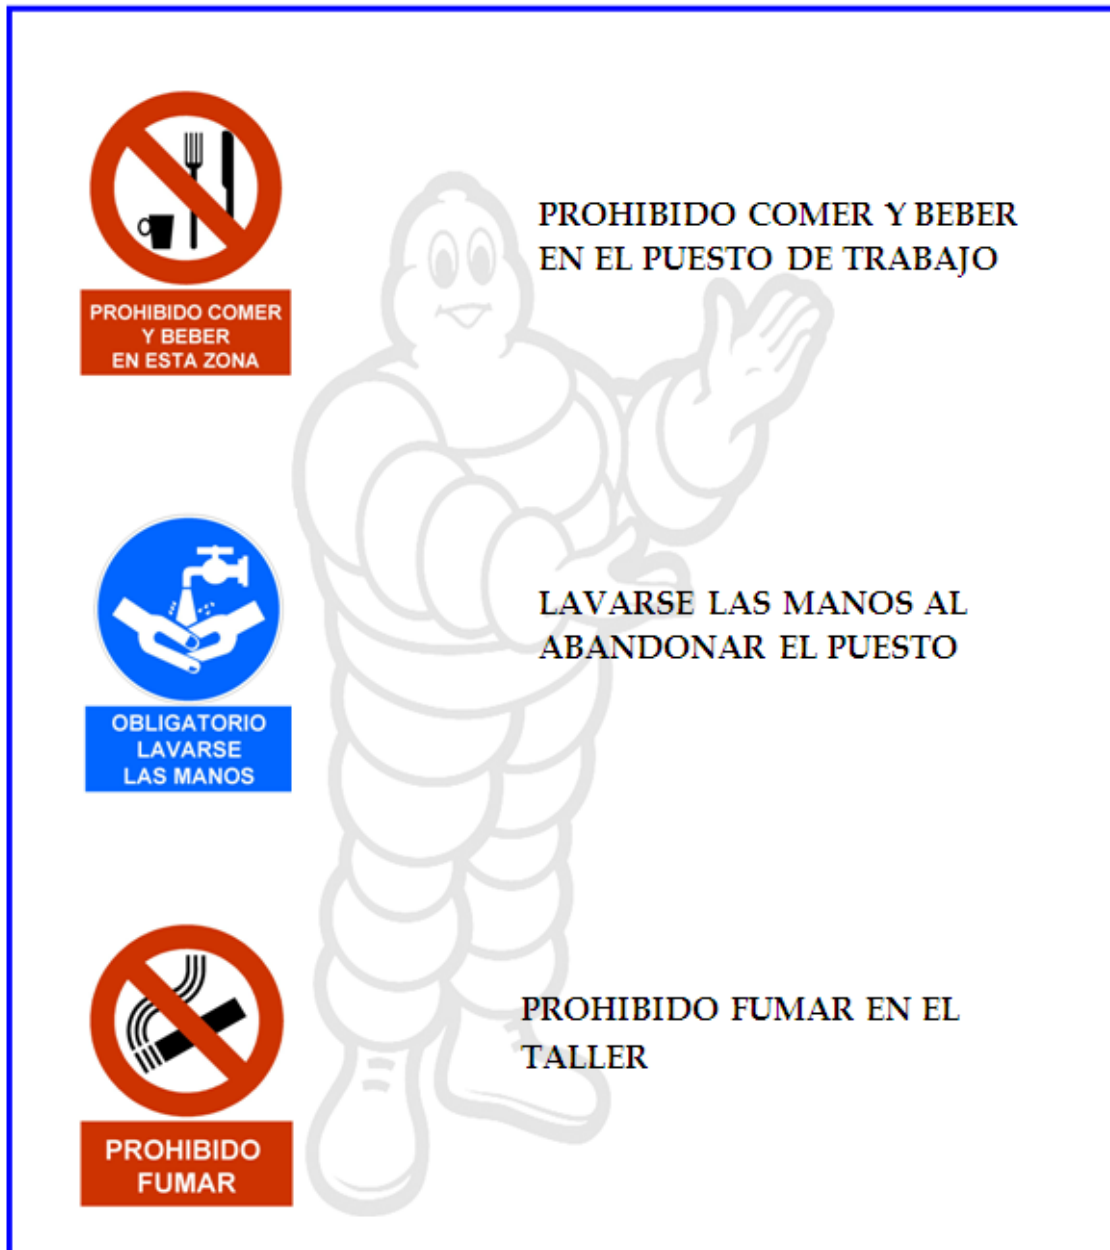 PROHIBIDO COMER
Y BEBER
EN ESTA ZONA
PROHIBIDO COMER Y BEBER
EN EL PUESTO DE TRABAJO
OBLIGATORIO
LAVARSE
LAS MANOS
LAVARSE LAS MANOS AL
ABANDONAR EL PUESTO
PROHIBIDO
FUMAR
PROHIBIDO FUMAR EN EL
TALLER